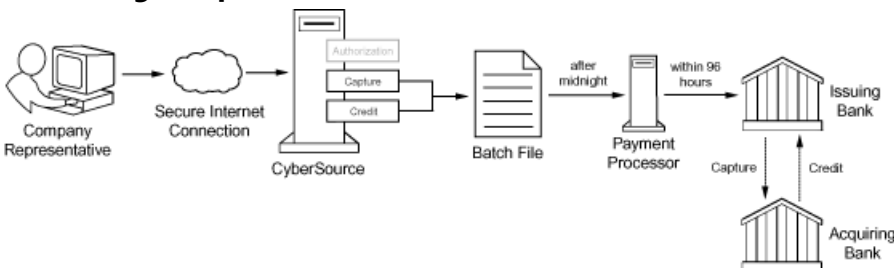 Authorization
Capture
Credit
Company
Representative
Secure Internet
Connection
CyberSource
Batch File
after
midnight
Payment
Processor
within 96
hours
Issuing
Bank
Capture
Credit
Acquiring
Bank